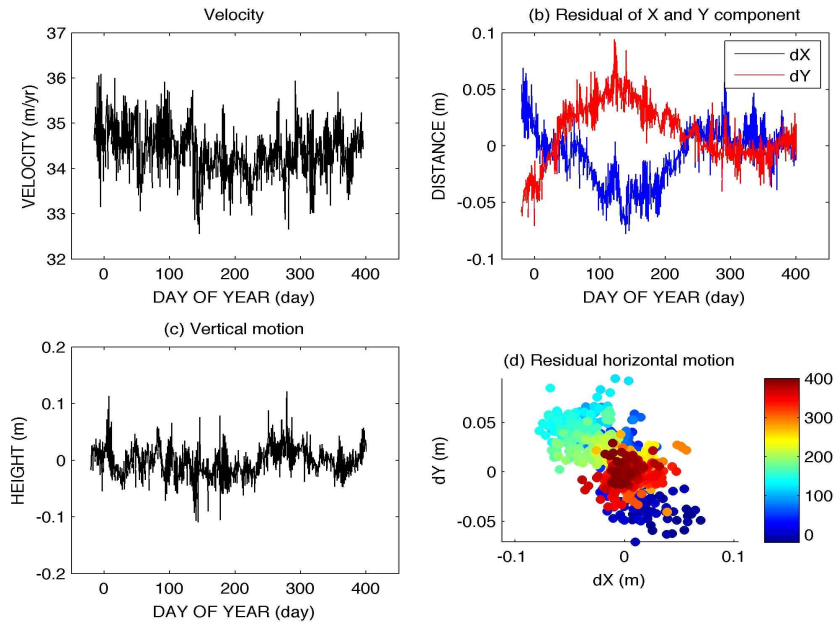 Velocity
37
36
35
34
33
32
VELOCITY (m/yr)
0 100 200 300 400
DAY OF YEAR (day)
(b) Residual of X and Y component
0.1
0.05
0
-0.05
-0.1
DISTANCE (m)
dX
dY
0 100 200 300 400
DAY OF YEAR (day)
(c) Vertical motion
0.2
0.1
0
-0.1
-0.2
HEIGHT (m)
0 100 200 300 400
DAY OF YEAR (day)
(d) Residual horizontal motion
0.05
0
-0.05
dY (m)
-0.1 0 0.1
dX (m)
400
300
200
100
0